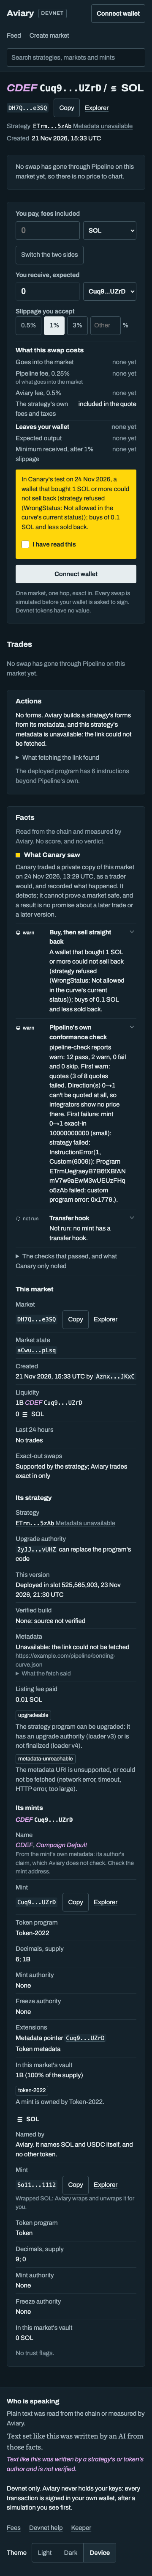 Aviary DEVNET Connect wallet
Feed Create market
Search strategies, markets and mints
CDEF Cuq9...UZrD / SOL
DH7Q...e3SQ Copy Explorer
Strategy ETrm...5zAb Metadata unavailable
Created 21 Nov 2026, 15:33 UTC
No swap has gone through Pipeline on this
market yet, so there is no price to chart.
You pay, fees included
0 SOL
Switch the two sides
You receive, expected
0 Cuq9...UZrD
Slippage you accept
0.5% 1% 3% Other %
What this swap costs
Goes into the market none yet
Pipeline fee, 0.25% none yet
of what goes into the market
Aviary fee, 0.5% none yet
The strategy's own included in the quote
fees and taxes
Leaves your wallet none yet
Expected output none yet
Minimum received, after 1% none yet
slippage
In Canary's test on 24 Nov 2026, a
wallet that bought 1 SOL or more could
not sell back (strategy refused
(WrongStatus: Not allowed in the
curve's current status)); buys of 0.1
SOL and less sold back.
I have read this
Connect wallet
One market, one hop, exact in. Every swap is
simulated before your wallet is asked to sign.
Devnet tokens have no value.
Trades
No swap has gone through Pipeline on this
market yet.
Actions
No forms. Aviary builds a strategy's forms
from its metadata, and this strategy's
metadata is unavailable: the link could not
be fetched.
What fetching the link found
The deployed program has 6 instructions
beyond Pipeline's own.
Facts
Read from the chain and measured by
Aviary. No score, and no verdict.
What Canary saw
Canary traded a private copy of this market
on 24 Nov 2026, 13:29 UTC, as a trader
would, and recorded what happened. It
detects; it cannot prove a market safe, and
a result is no promise about a later trade or
a later version.
warn Buy, then sell straight
back
A wallet that bought 1 SOL
or more could not sell back
(strategy refused
(WrongStatus: Not allowed
in the curve's current
status)); buys of 0.1 SOL
and less sold back.
warn Pipeline's own
conformance check
pipeline-check reports
warn: 12 pass, 2 warn, 0 fail
and 0 skip. First warn:
quotes (3 of 8 quotes
failed. Direction(s) 0→1
can't be quoted at all, so
integrators show no price
there. First failure: mint
0→1 exact-in
10000000000 (small):
strategy failed:
InstructionError(1,
Custom(6006)): Program
failed: custom
program error: 0x1776.).
not run Transfer hook
Not run: no mint has a
transfer hook.
The checks that passed, and what
Canary only noted
This market
Market
DH7Q...e3SQ Copy Explorer
Market state
aCwu...pLsq
Created
21 Nov 2026, 15:33 UTC by Aznx...JKxC
Liquidity
1B CDEF Cuq9...UZrD
0 SOL
Last 24 hours
No trades
Exact-out swaps
Supported by the strategy; Aviary trades
exact in only
Its strategy
Strategy
ETrm...5zAb Metadata unavailable
Upgrade authority
2yJJ...vUHZ can replace the program's
code
This version
Deployed in slot 525,565,903, 23 Nov
2026, 21:30 UTC
Verified build
None: source not verified
Metadata
Unavailable: the link could not be fetched
https://example.com/pipeline/bonding-
curve.json
What the fetch said
Listing fee paid
0.01 SOL
upgradeable
The strategy program can be upgraded: it
has an upgrade authority (loader v3) or is
not finalized (loader v4).
metadata-unreachable
The metadata URI is unsupported, or could
not be fetched (network error, timeout,
HTTP error, too large).
Its mints
CDEF Cuq9...UZrD
Name
CDEF, Campaign Default
From the mint's own metadata: its author's
claim, which Aviary does not check. Check the
mint address.
Mint
Cuq9...UZrD Copy Explorer
Token program
Token-2022
Decimals, supply
6; 1B
Mint authority
None
Freeze authority
None
Extensions
Metadata pointer Cuq9...UZrD
Token metadata
In this market's vault
1B (100% of the supply)
token-2022
A mint is owned by Token-2022.
SOL
Named by
Aviary. It names SOL and USDC itself, and
no other token.
Mint
So11...1112 Copy Explorer
Wrapped SOL: Aviary wraps and unwraps it for
you.
Token program
Token
Decimals, supply
9; 0
Mint authority
None
Freeze authority
None
In this market's vault
0 SOL
No trust flags.
Who is speaking
Plain text was read from the chain or measured by
Aviary.
Text set like this was written by an AI from
those facts.
Text like this was written by a strategy's or token's
author and is not verified.
Devnet only. Aviary never holds your keys: every
transaction is signed in your own wallet, after a
simulation you see first.
Fees Devnet help Keeper
Theme Light Dark Device